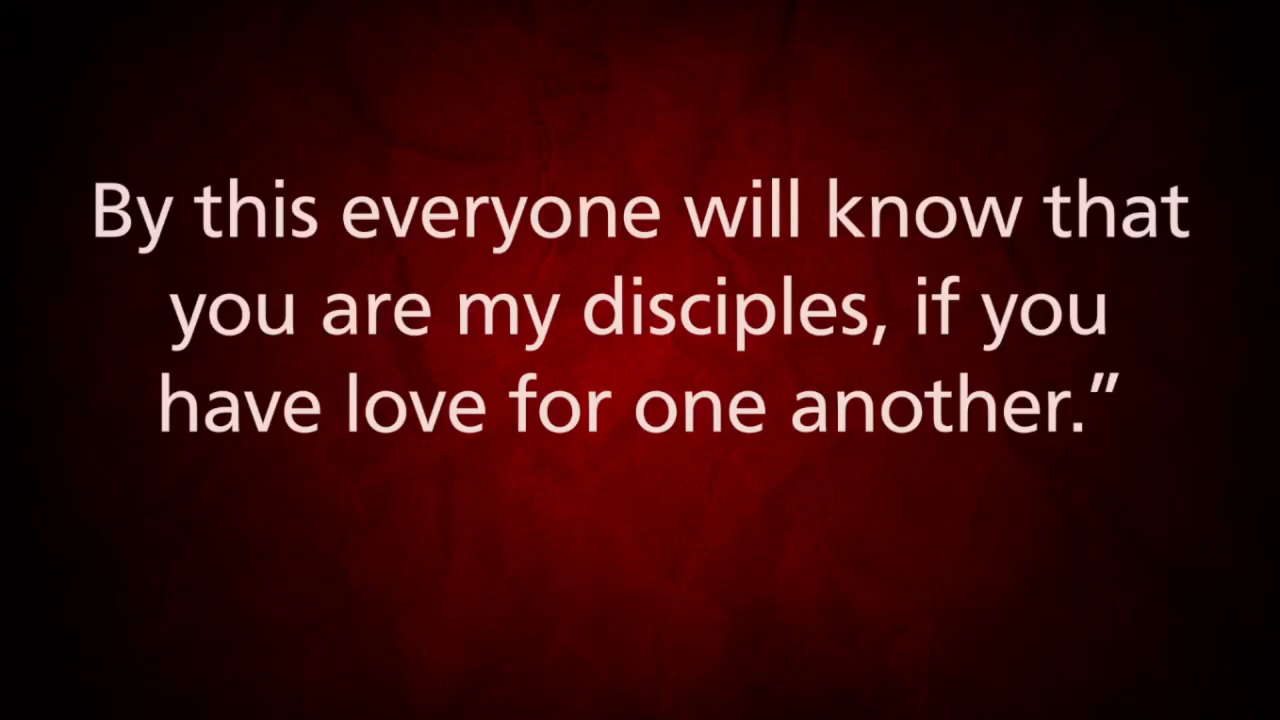 By this everyone will know that
you are my disciples, if you
have love for one another.”